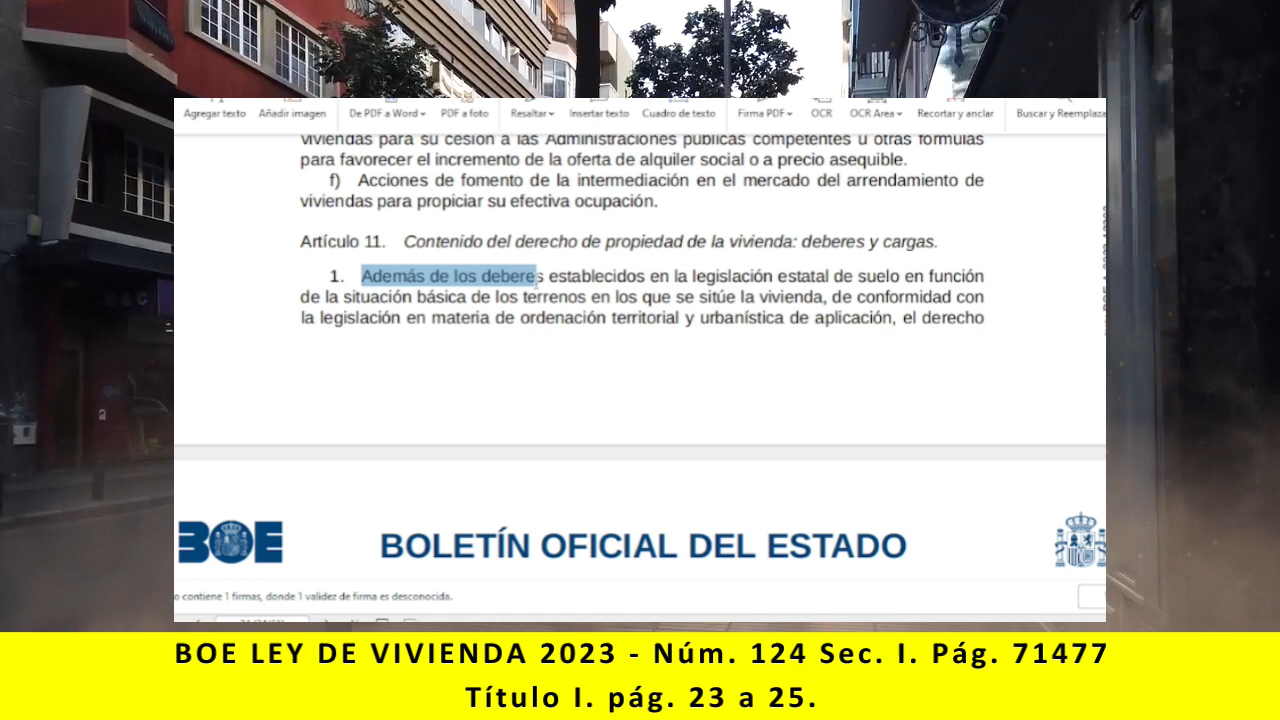 Agregar texto Añadir imagen De PDF a Word PDF a foto Resaltar Insertar texto Cuadro de texto Firma PDF OCR OCR Area Recortar y anclar Buscar y Reemplaza
viviendas para su cesión a las Administraciones públicas competentes u otras fórmulas
para favorecer el incremento de la oferta de alquiler social o a precio asequible.
f) Acciones de fomento de la intermediación en el mercado del arrendamiento de
viviendas para propiciar su efectiva ocupación.
Artículo 11. Contenido del derecho de propiedad de la vivienda: deberes y cargas.
1. Además de los deberes establecidos en la legislación estatal de suelo en función
de la situación básica de los terrenos en los que se sitúe la vivienda, de conformidad con
la legislación en materia de ordenación territorial y urbanística de aplicación, el derecho
BOE
BOLETÍN OFICIAL DEL ESTADO
o contiene 1 firmas, donde 1 validez de firma es desconocida.
BOE LEY DE VIVIENDA 2023 - Núm. 124 Sec. I. Pág. 71477
Título I. pág. 23 a 25.